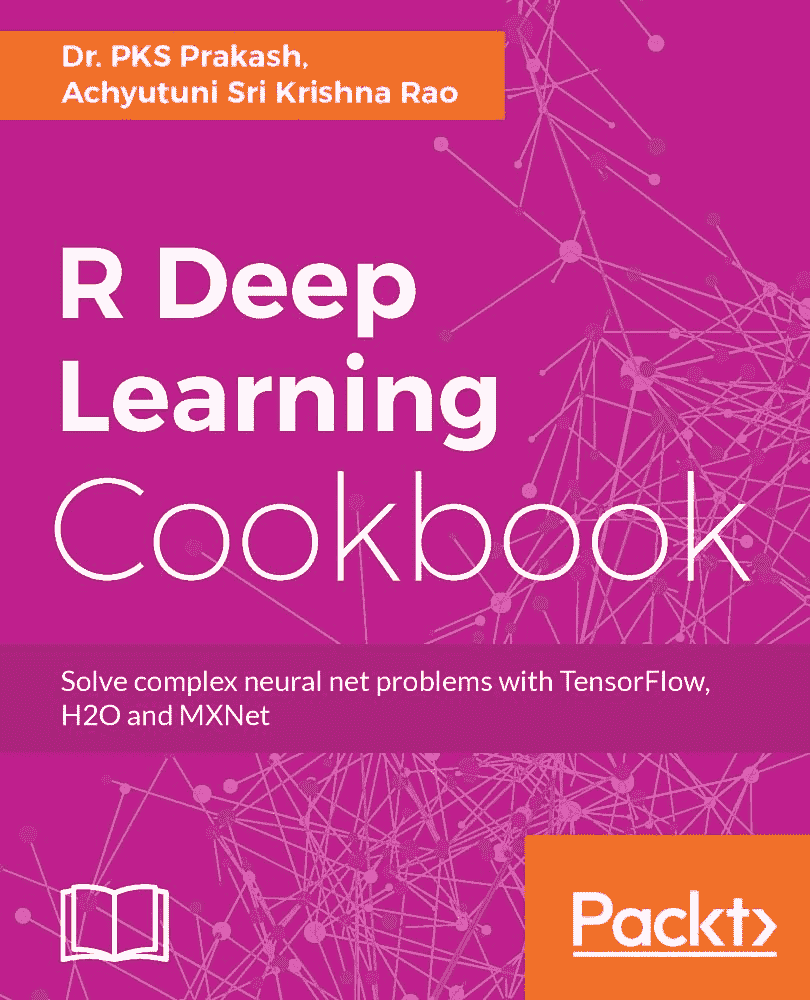 Dr. PKS Prakash,
Achyutuni Sri Krishna Rao
R Deep
Learning
Cookbook
Solve complex neural net problems with TensorFlow,
H2O and MXNet
Packt>